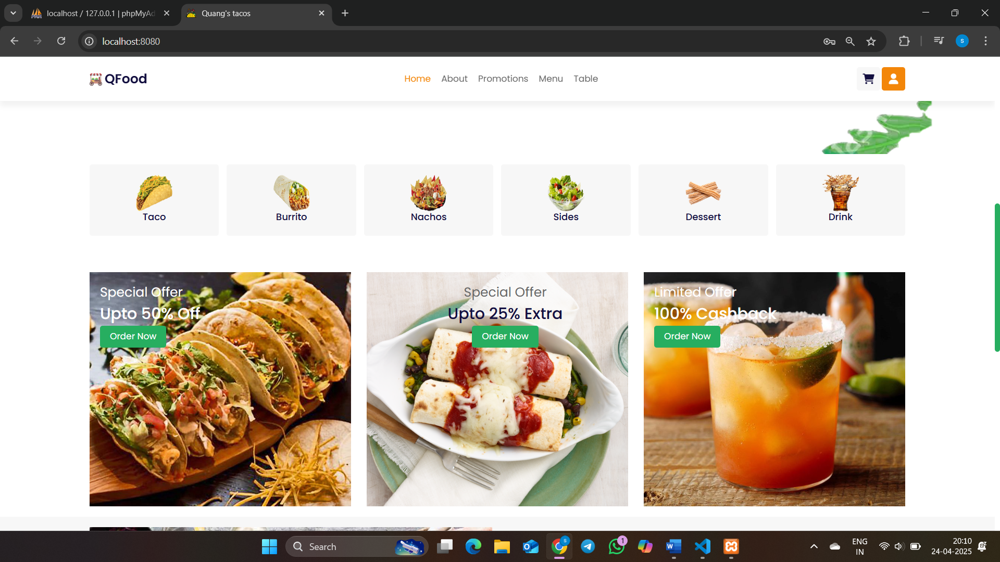 localhost / 127.0.0.1 | phpMyAd
Quang's tacos
localhost:8080
s
QFood
Home About Promotions Menu Table
Taco
Burrito
Nachos
Sides
Dessert
Drink
Special Offer
Upto 50% Off
Order Now
Special Offer
Upto 25% Extra
Order Now
Limited Offer
100% Cashback
Order Now
Search
1
ENG
IN
20:10
24-04-2025